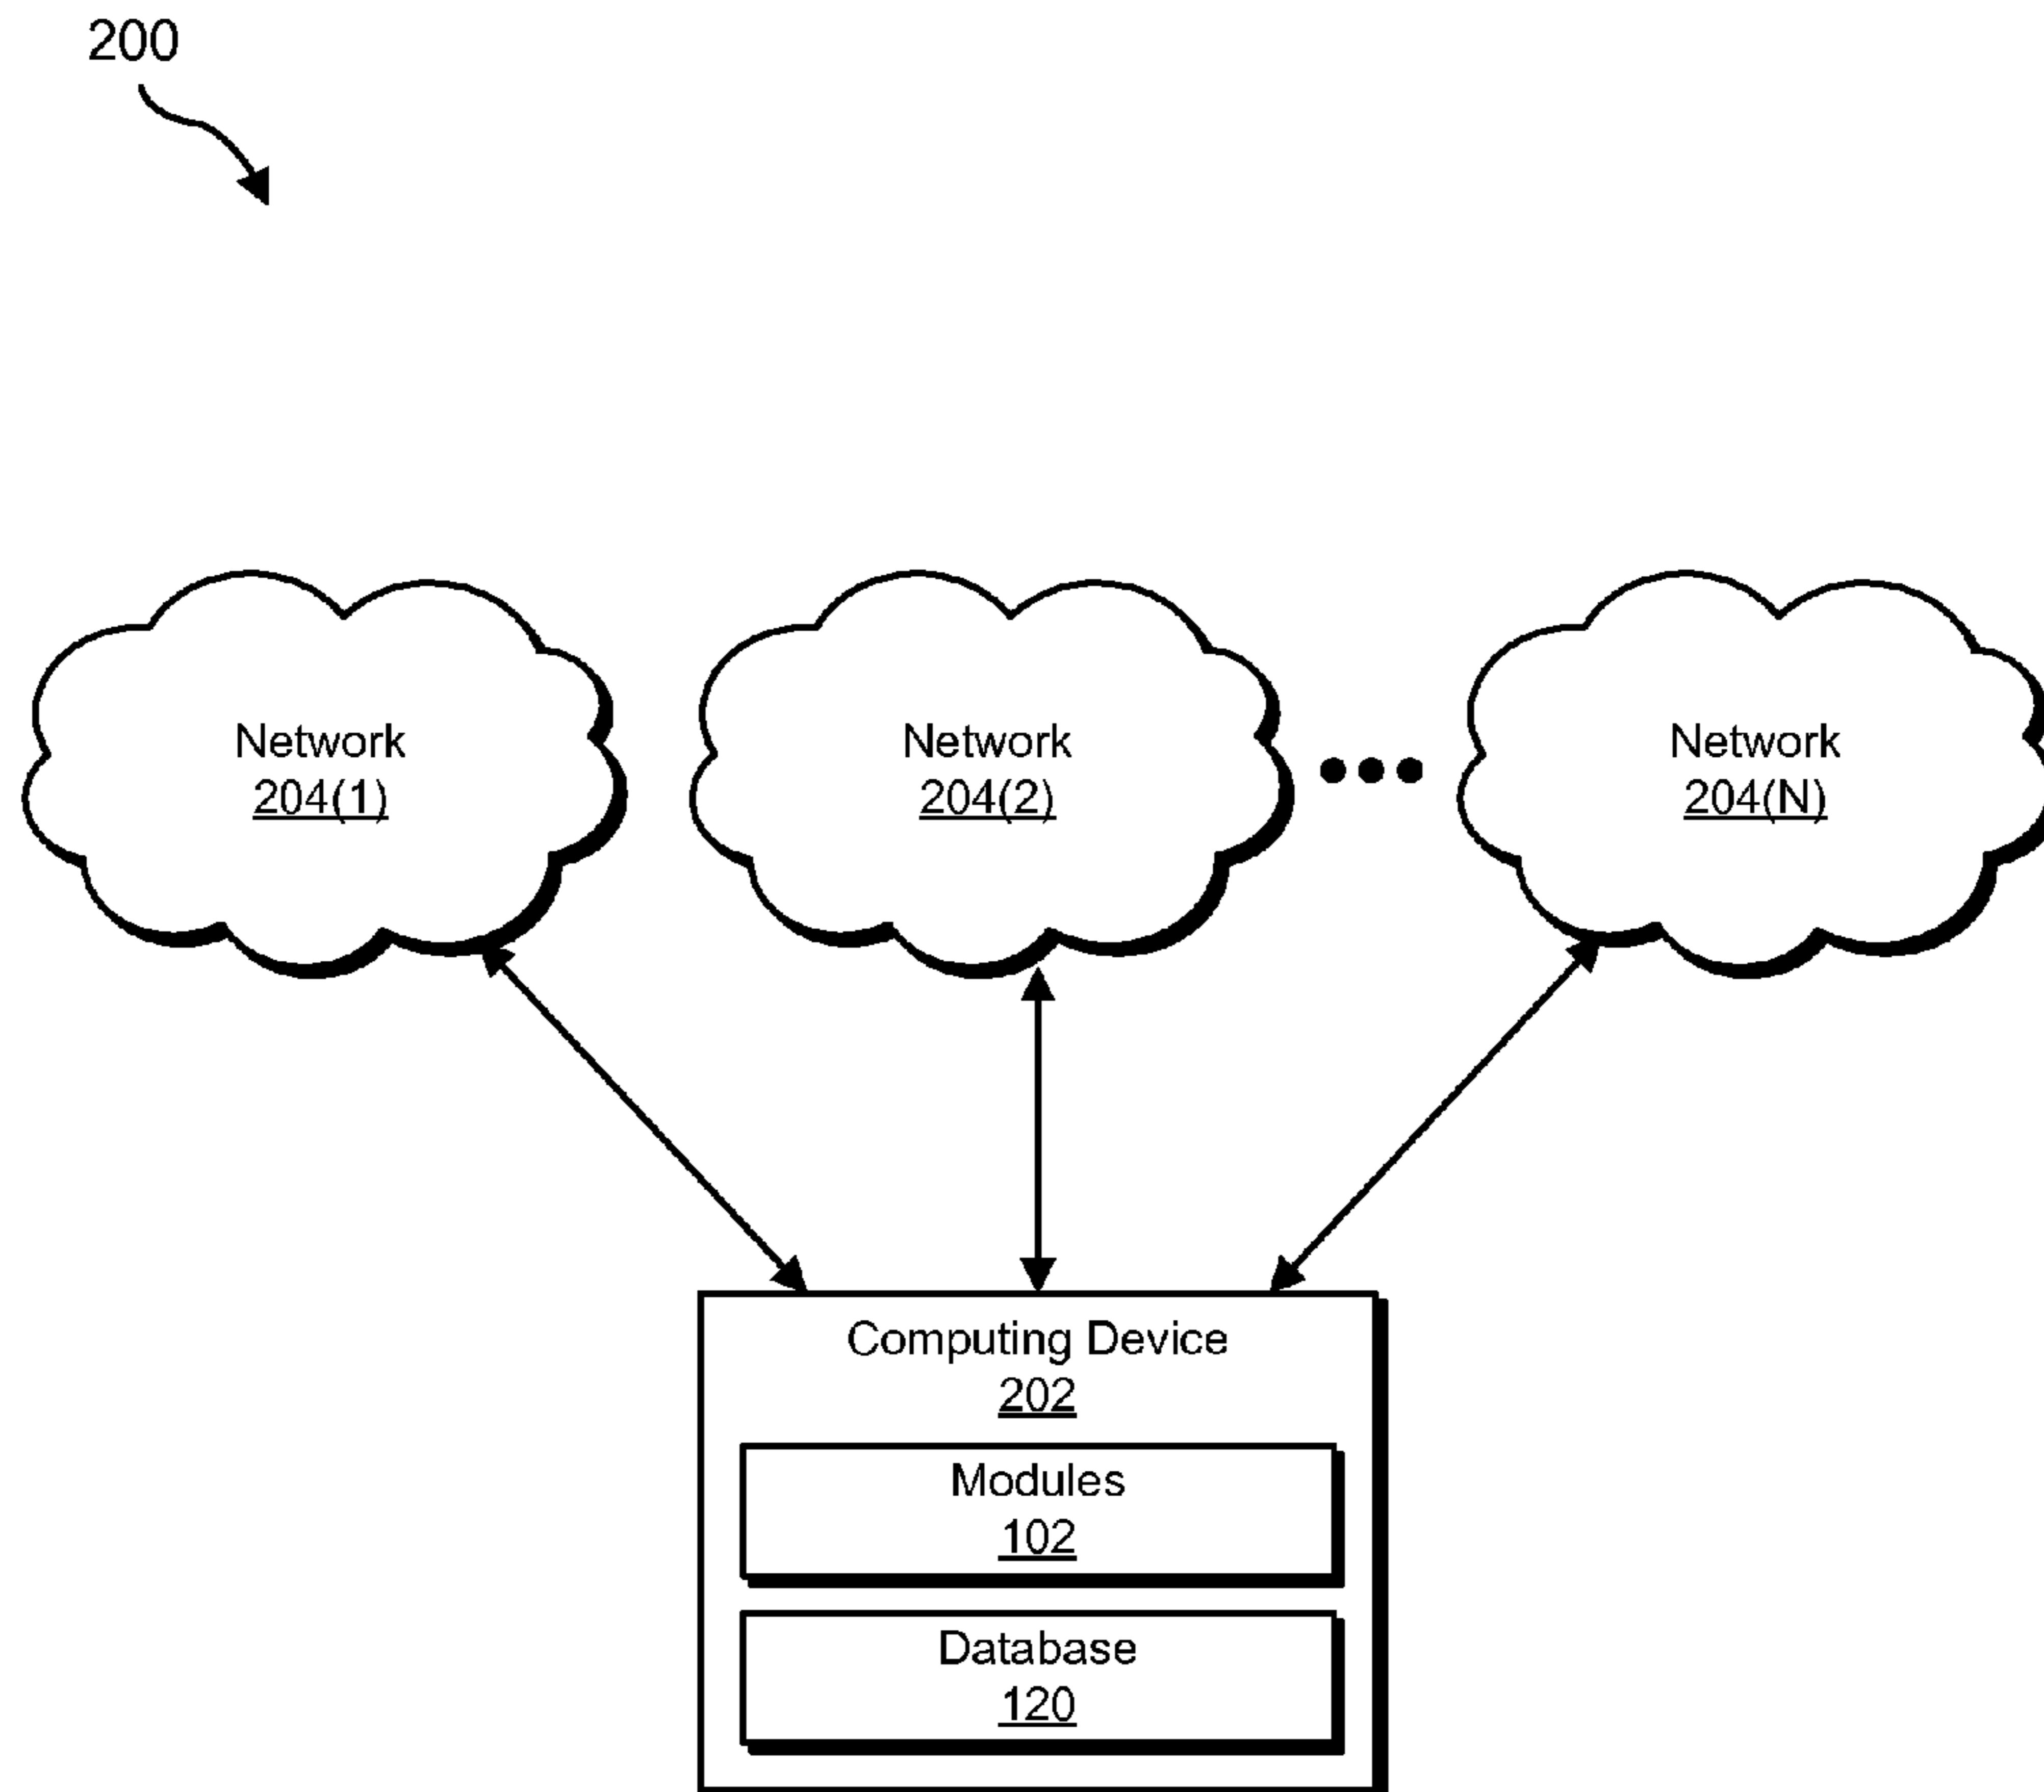 200
Network
204(1)
Network
204(2)
Network
204(N)
Computing Device
202
Modules
102
Database
120